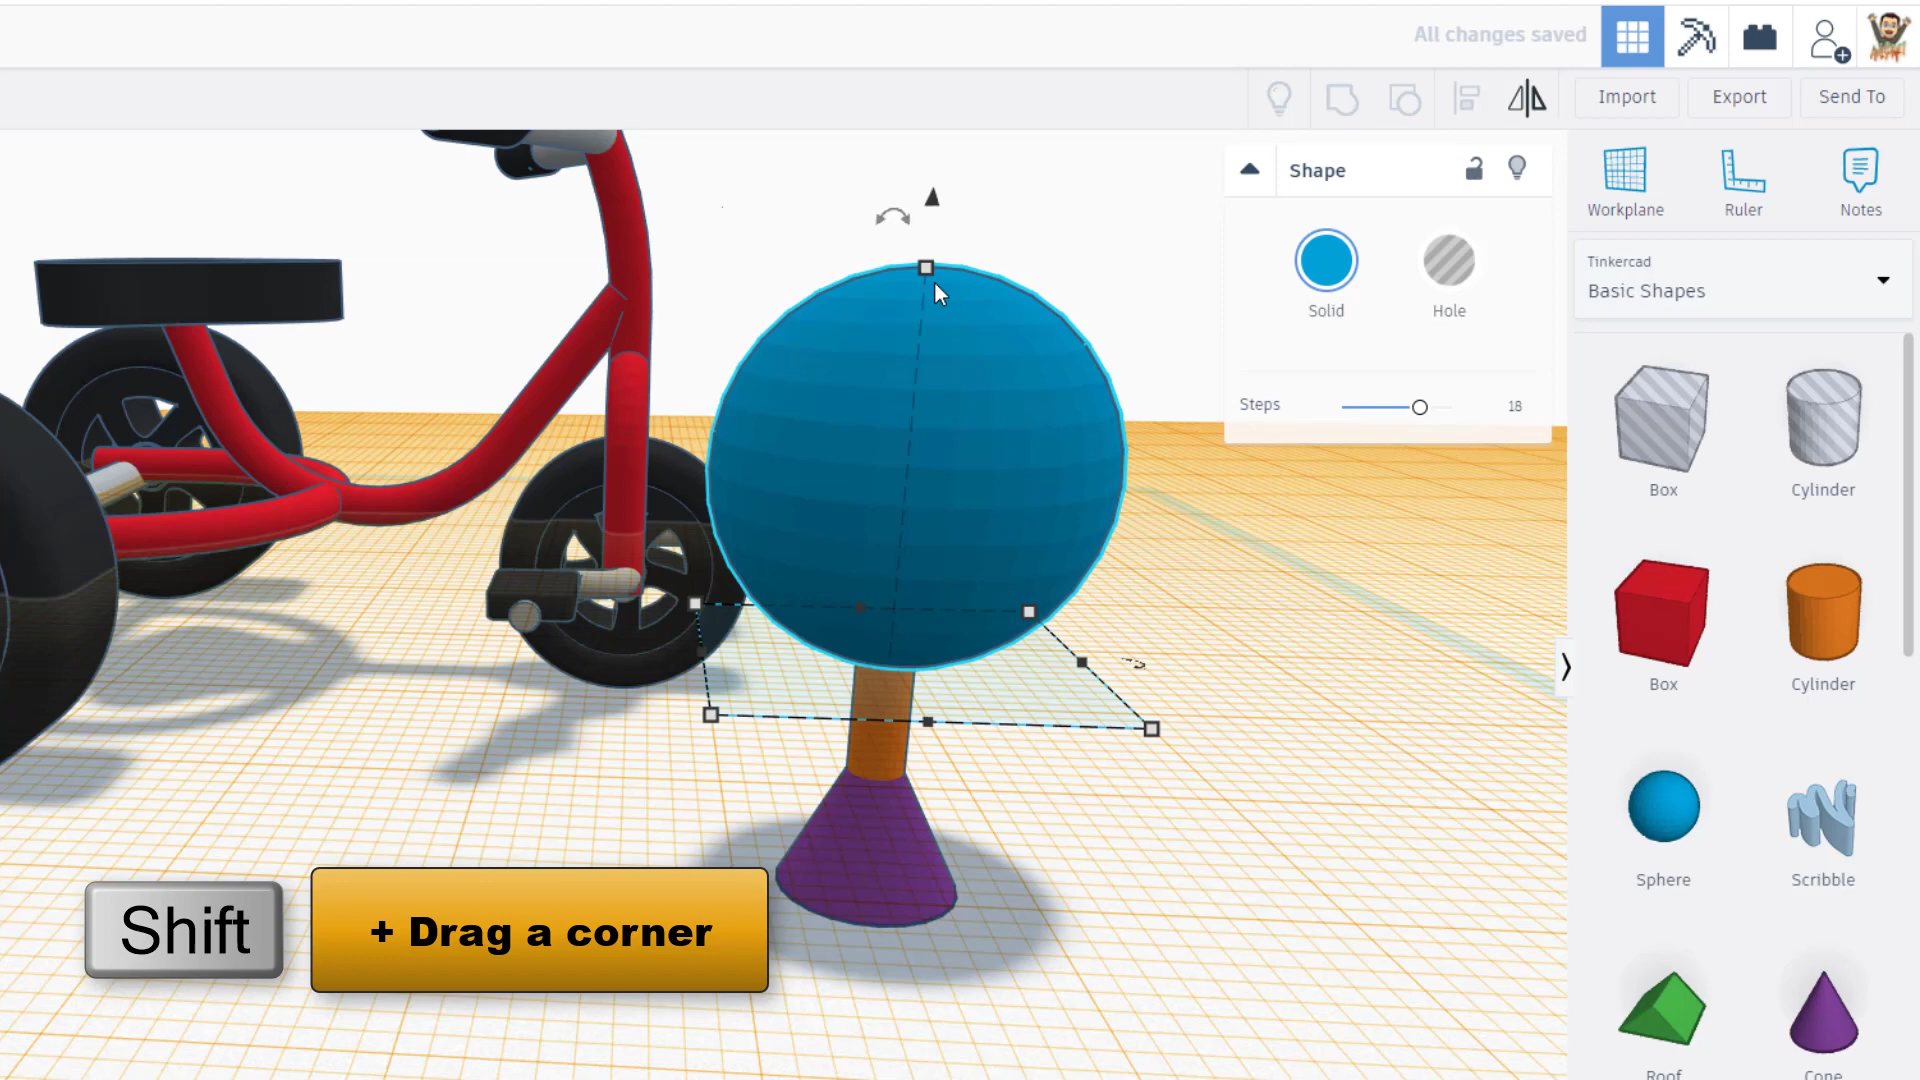 All changes saved
Import
Export
Send To
Shape
Solid
Hole
Steps
18
Workplane
Ruler
Notes
Tinkercad
Basic Shapes
Box
Cylinder
Box
Cylinder
Sphere
Scribble
Roof
Cone
Shift
+ Drag a corner